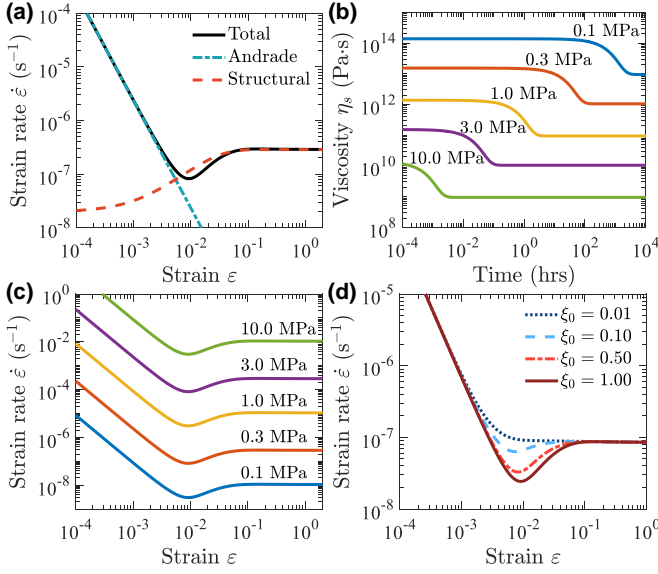 (a)
10⁻⁴
10⁻⁵
10⁻⁶
10⁻⁷
10⁻⁸
Strain rate ε̇ (s⁻¹)
Total
Andrade
Structural
10⁻⁴ 10⁻³ 10⁻² 10⁻¹ 10⁰
Strain ε
(b)
10¹⁴
10¹²
10¹⁰
10⁸
Viscosity ηₛ (Pa·s)
0.1 MPa
0.3 MPa
1.0 MPa
3.0 MPa
10.0 MPa
10⁻⁴ 10⁻² 10⁰ 10² 10⁴
Time (hrs)
(c)
10⁰
10⁻²
10⁻⁴
10⁻⁶
10⁻⁸
Strain rate ε̇ (s⁻¹)
10.0 MPa
3.0 MPa
1.0 MPa
0.3 MPa
0.1 MPa
10⁻⁴ 10⁻³ 10⁻² 10⁻¹ 10⁰
Strain ε
(d)
10⁻⁵
10⁻⁶
10⁻⁷
10⁻⁸
Strain rate ε̇ (s⁻¹)
ξ₀ = 0.01
ξ₀ = 0.10
ξ₀ = 0.50
ξ₀ = 1.00
10⁻⁴ 10⁻³ 10⁻² 10⁻¹ 10⁰
Strain ε